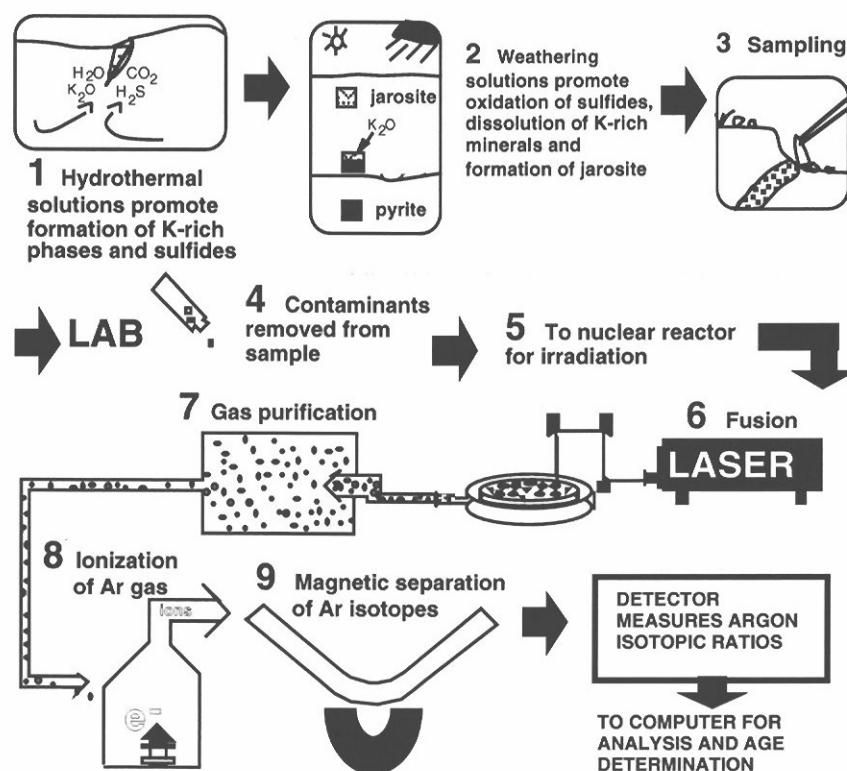 H2O CO2
K2O H2S
1 Hydrothermal
solutions promote
formation of K-rich
phases and sulfides
jarosite
K2O
pyrite
2 Weathering
solutions promote
oxidation of sulfides,
dissolution of K-rich
minerals and
formation of jarosite
3 Sampling
LAB
4 Contaminants
removed from
sample
5 To nuclear reactor
for irradiation
6 Fusion
LASER
7 Gas purification
8 Ionization
of Ar gas
ions
e-
9 Magnetic separation
of Ar isotopes
DETECTOR
MEASURES ARGON
ISOTOPIC RATIOS
TO COMPUTER FOR
ANALYSIS AND AGE
DETERMINATION